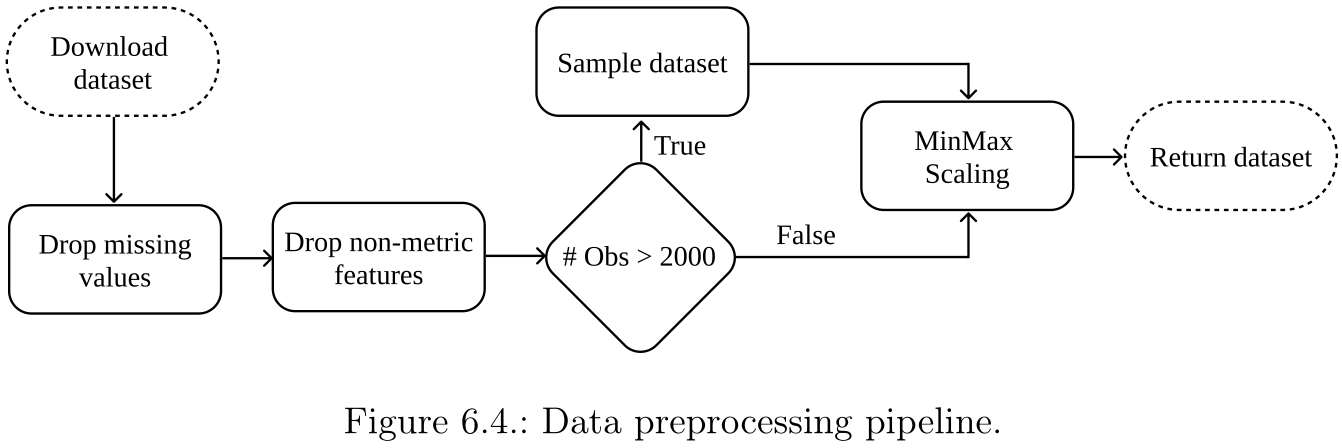 Download
dataset
Drop missing
values
Drop non-metric
features
# Obs > 2000
True
Sample dataset
False
MinMax
Scaling
Return dataset
Figure 6.4.: Data preprocessing pipeline.